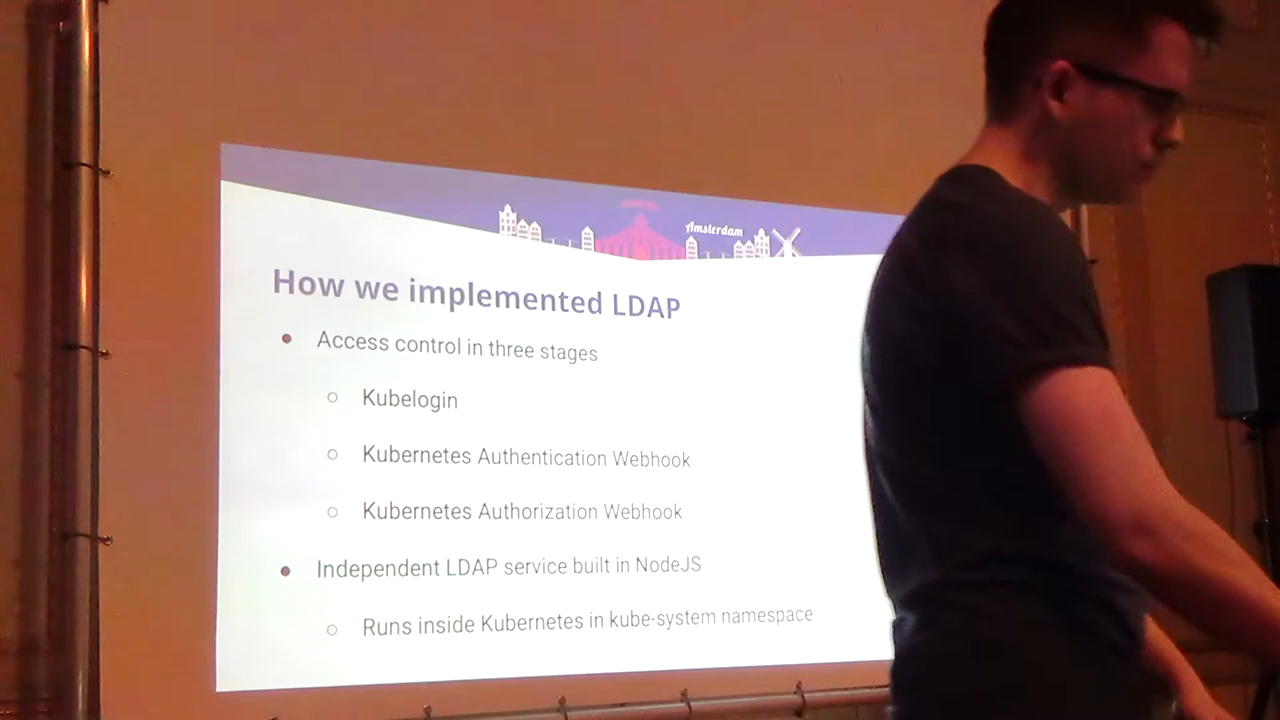 Amsterdam
How we implemented LDAP
Access control in three stages
Kubelogin
Kubernetes Authentication Webhook
Kubernetes Authorization Webhook
Independent LDAP service built in NodeJS
Runs inside Kubernetes in kube-system namespace